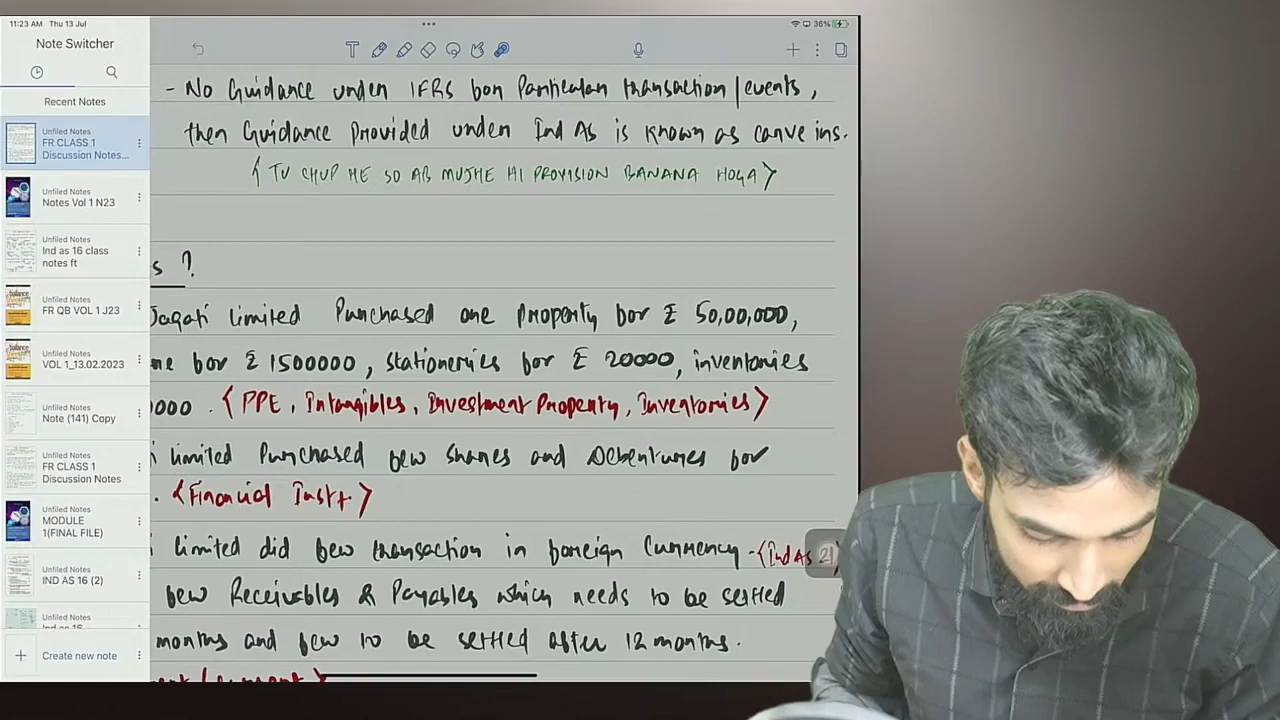 11:23 AM Thu 13 Jul
36%
Note Switcher
Recent Notes
Unfiled Notes
FR CLASS 1
Discussion Notes...
Unfiled Notes
Notes Vol 1 N23
Unfiled Notes
Ind as 16 class
notes ft
Unfiled Notes
FR QB VOL 1 J23
Unfiled Notes
VOL 1_13.02.2023
Unfiled Notes
Note (141) Copy
Unfiled Notes
FR CLASS 1
Discussion Notes
Unfiled Notes
MODULE
1(FINAL FILE)
Unfiled Notes
IND AS 16 (2)
Unfiled Notes
Ind as 16
Create new note
- No Guidance under IFRS for Particular transaction/events,
then Guidance provided under Ind As is known as carve ins.
< TU CHUP HE SO AB MUJHE HI PROVISION BANANA HOGA >
s ?
Jagati limited Purchased one property for ₹ 50,00,000,
ne for ₹ 1500000, stationeries for ₹ 20000, inventories
0000. < PPE, Intangibles, Investment Property, Inventories >
i limited Purchased few shares and Debentures for
. < Financial Instr >
i limited did few transaction in foreign Currency - < Ind AS 21
few Receivables & Payables which needs to be settled
months and few to be settled after 12 months.